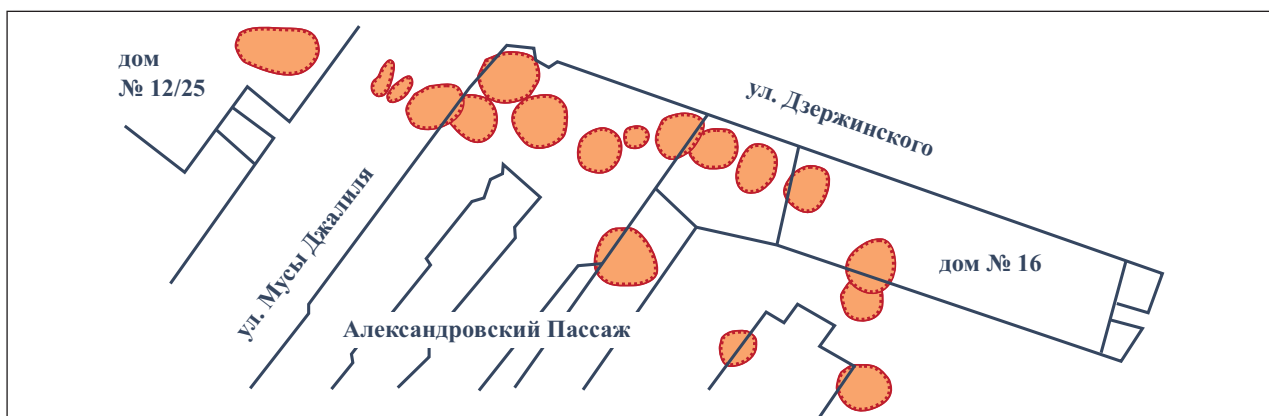 дом
№ 12/25
ул. Дзержинского
ул. Мусы Джалиля
дом № 16
Александровский Пассаж